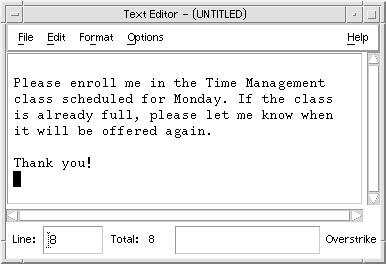 Text Editor - (UNTITLED)
File Edit Format Options Help
Please enroll me in the Time Management
class scheduled for Monday. If the class
is already full, please let me know when
it will be offered again.
Thank you!
Line: 8 Total: 8 Overstrike